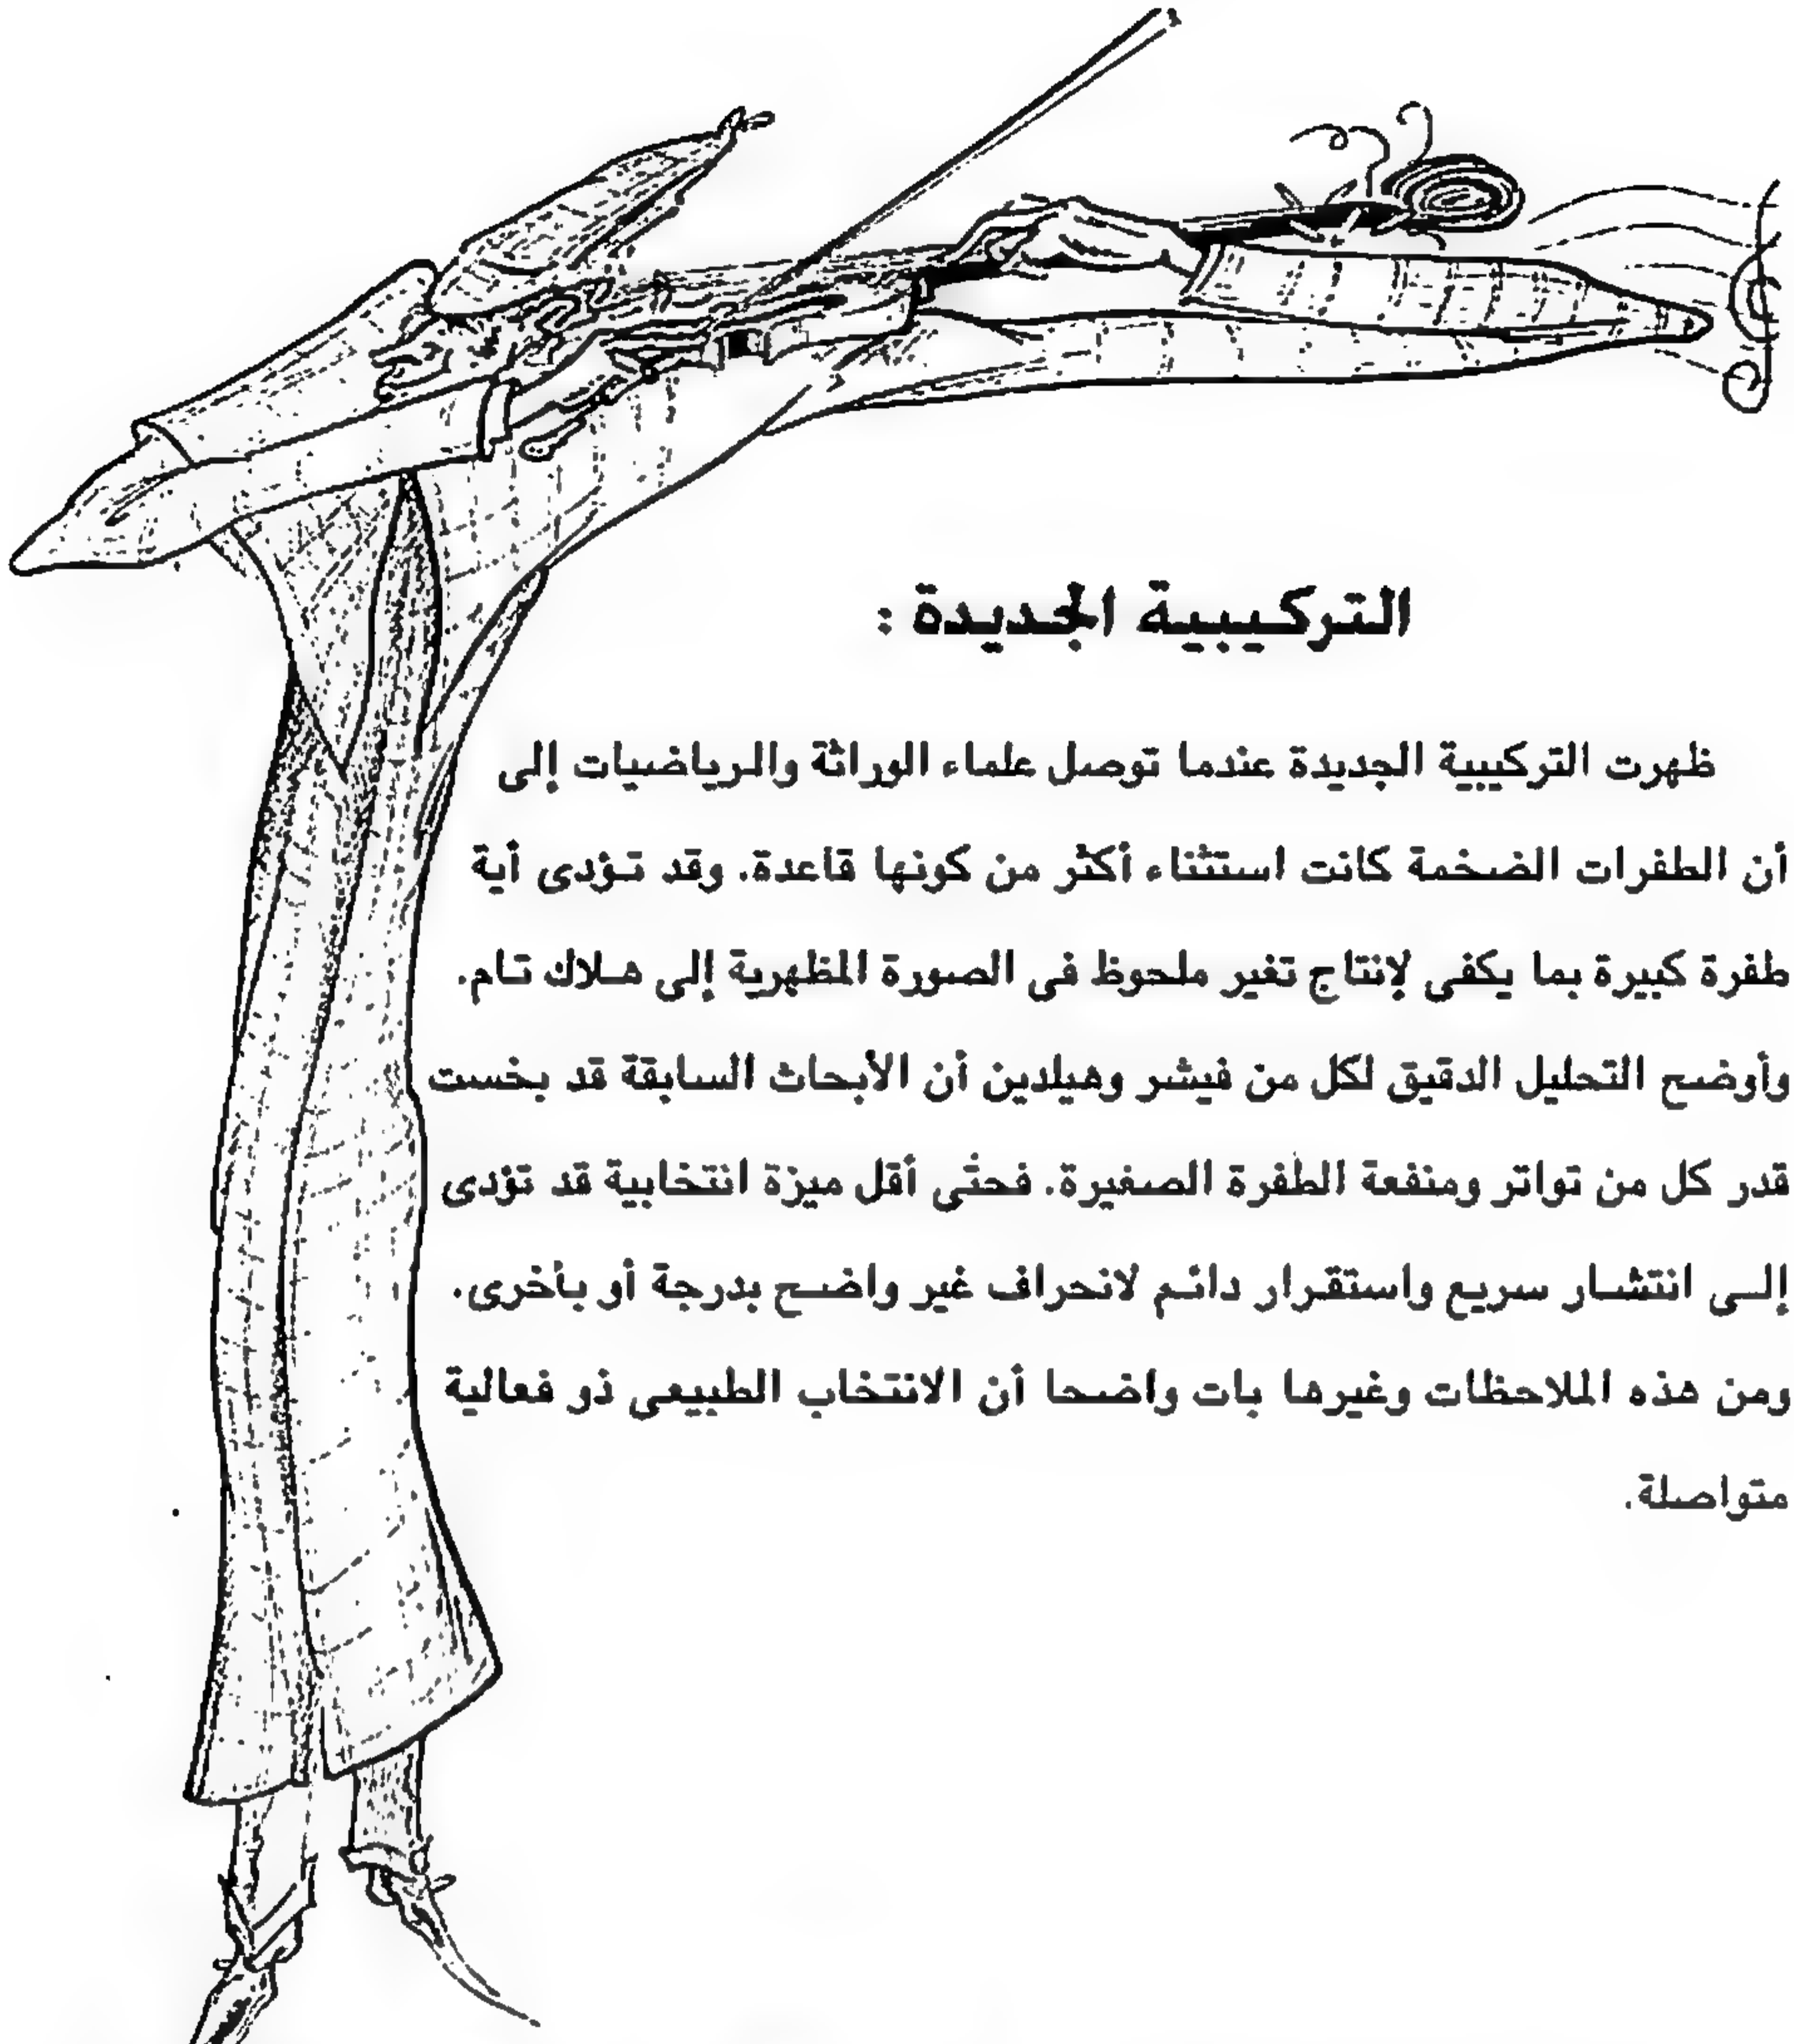 التركيبية الجديدة :
ظهرت التركيبية الجديدة عندما توصل علماء الوراثة والرياضيات إلى
أن الطفرات الضخمة كانت استثناء أكثر من كونها قاعدة. وقد تؤدى أية
طفرة كبيرة بما يكفى لإنتاج تغير ملحوظ فى الصورة المظهرية إلى هلاك تام.
وأوضح التحليل الدقيق لكل من فيشر وهيلدين أن الأبحاث السابقة قد بخست
قدر كل من تواتر ومنفعة الطفرة الصغيرة. فحتى أقل ميزة انتخابية قد تؤدى
إلى انتشار سريع واستقرار دائم لانحراف غير واضح بدرجة أو بأخرى.
ومن هذه الملاحظات وغيرها بات واضحا أن الانتخاب الطبيعى ذو فعالية
متواصلة.